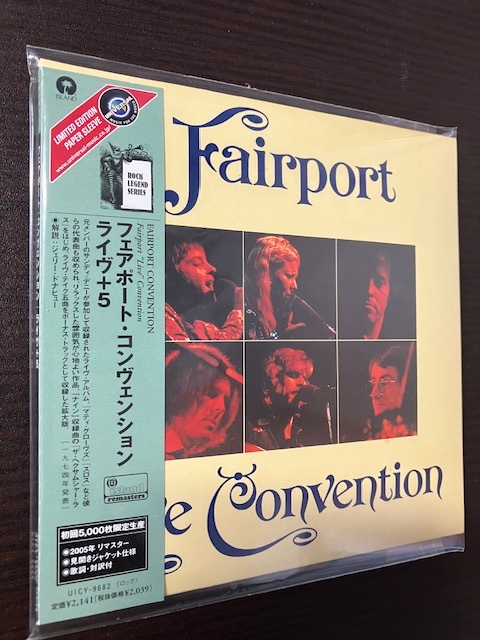 ISLAND
LIMITED EDITION
PAPER SLEEVE
www.universal-music.co.jp/
ROCK
LEGEND
SERIES
FAIRPORT CONVENTION
Fairport "Live" Convention
フェアポート・コンヴェンション
ライヴ+5
元メンバーのサンディ・デニーが参加して収録されたライヴ・アルバム。「マティ・グローヴス」「スロス」など彼
らの代表曲も収められ、リラックスした雰囲気が心地よい作品。『ナイン』収録曲の「ザ・ヘクサムシャー・ラ
ス」をはじめ、ライヴ・テイク五曲をボーナス・トラックとして収録した拡大版。 [一九七四年発表]
●解説:ジェリー・ドナヒュー
island
remasters
初回5,000枚限定生産
●2005年 リマスター
●見開きジャケット仕様
●歌詞・対訳付
UICY-9682 (ロック)
定価¥2,141[税抜価格¥2,039]
Fairport
Convention